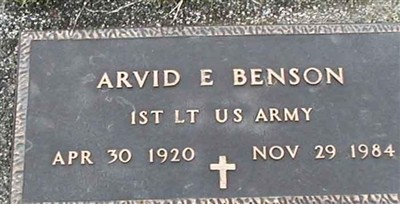 ARVID E BENSON
1ST LT US ARMY
APR 30 1920 NOV 29 1984